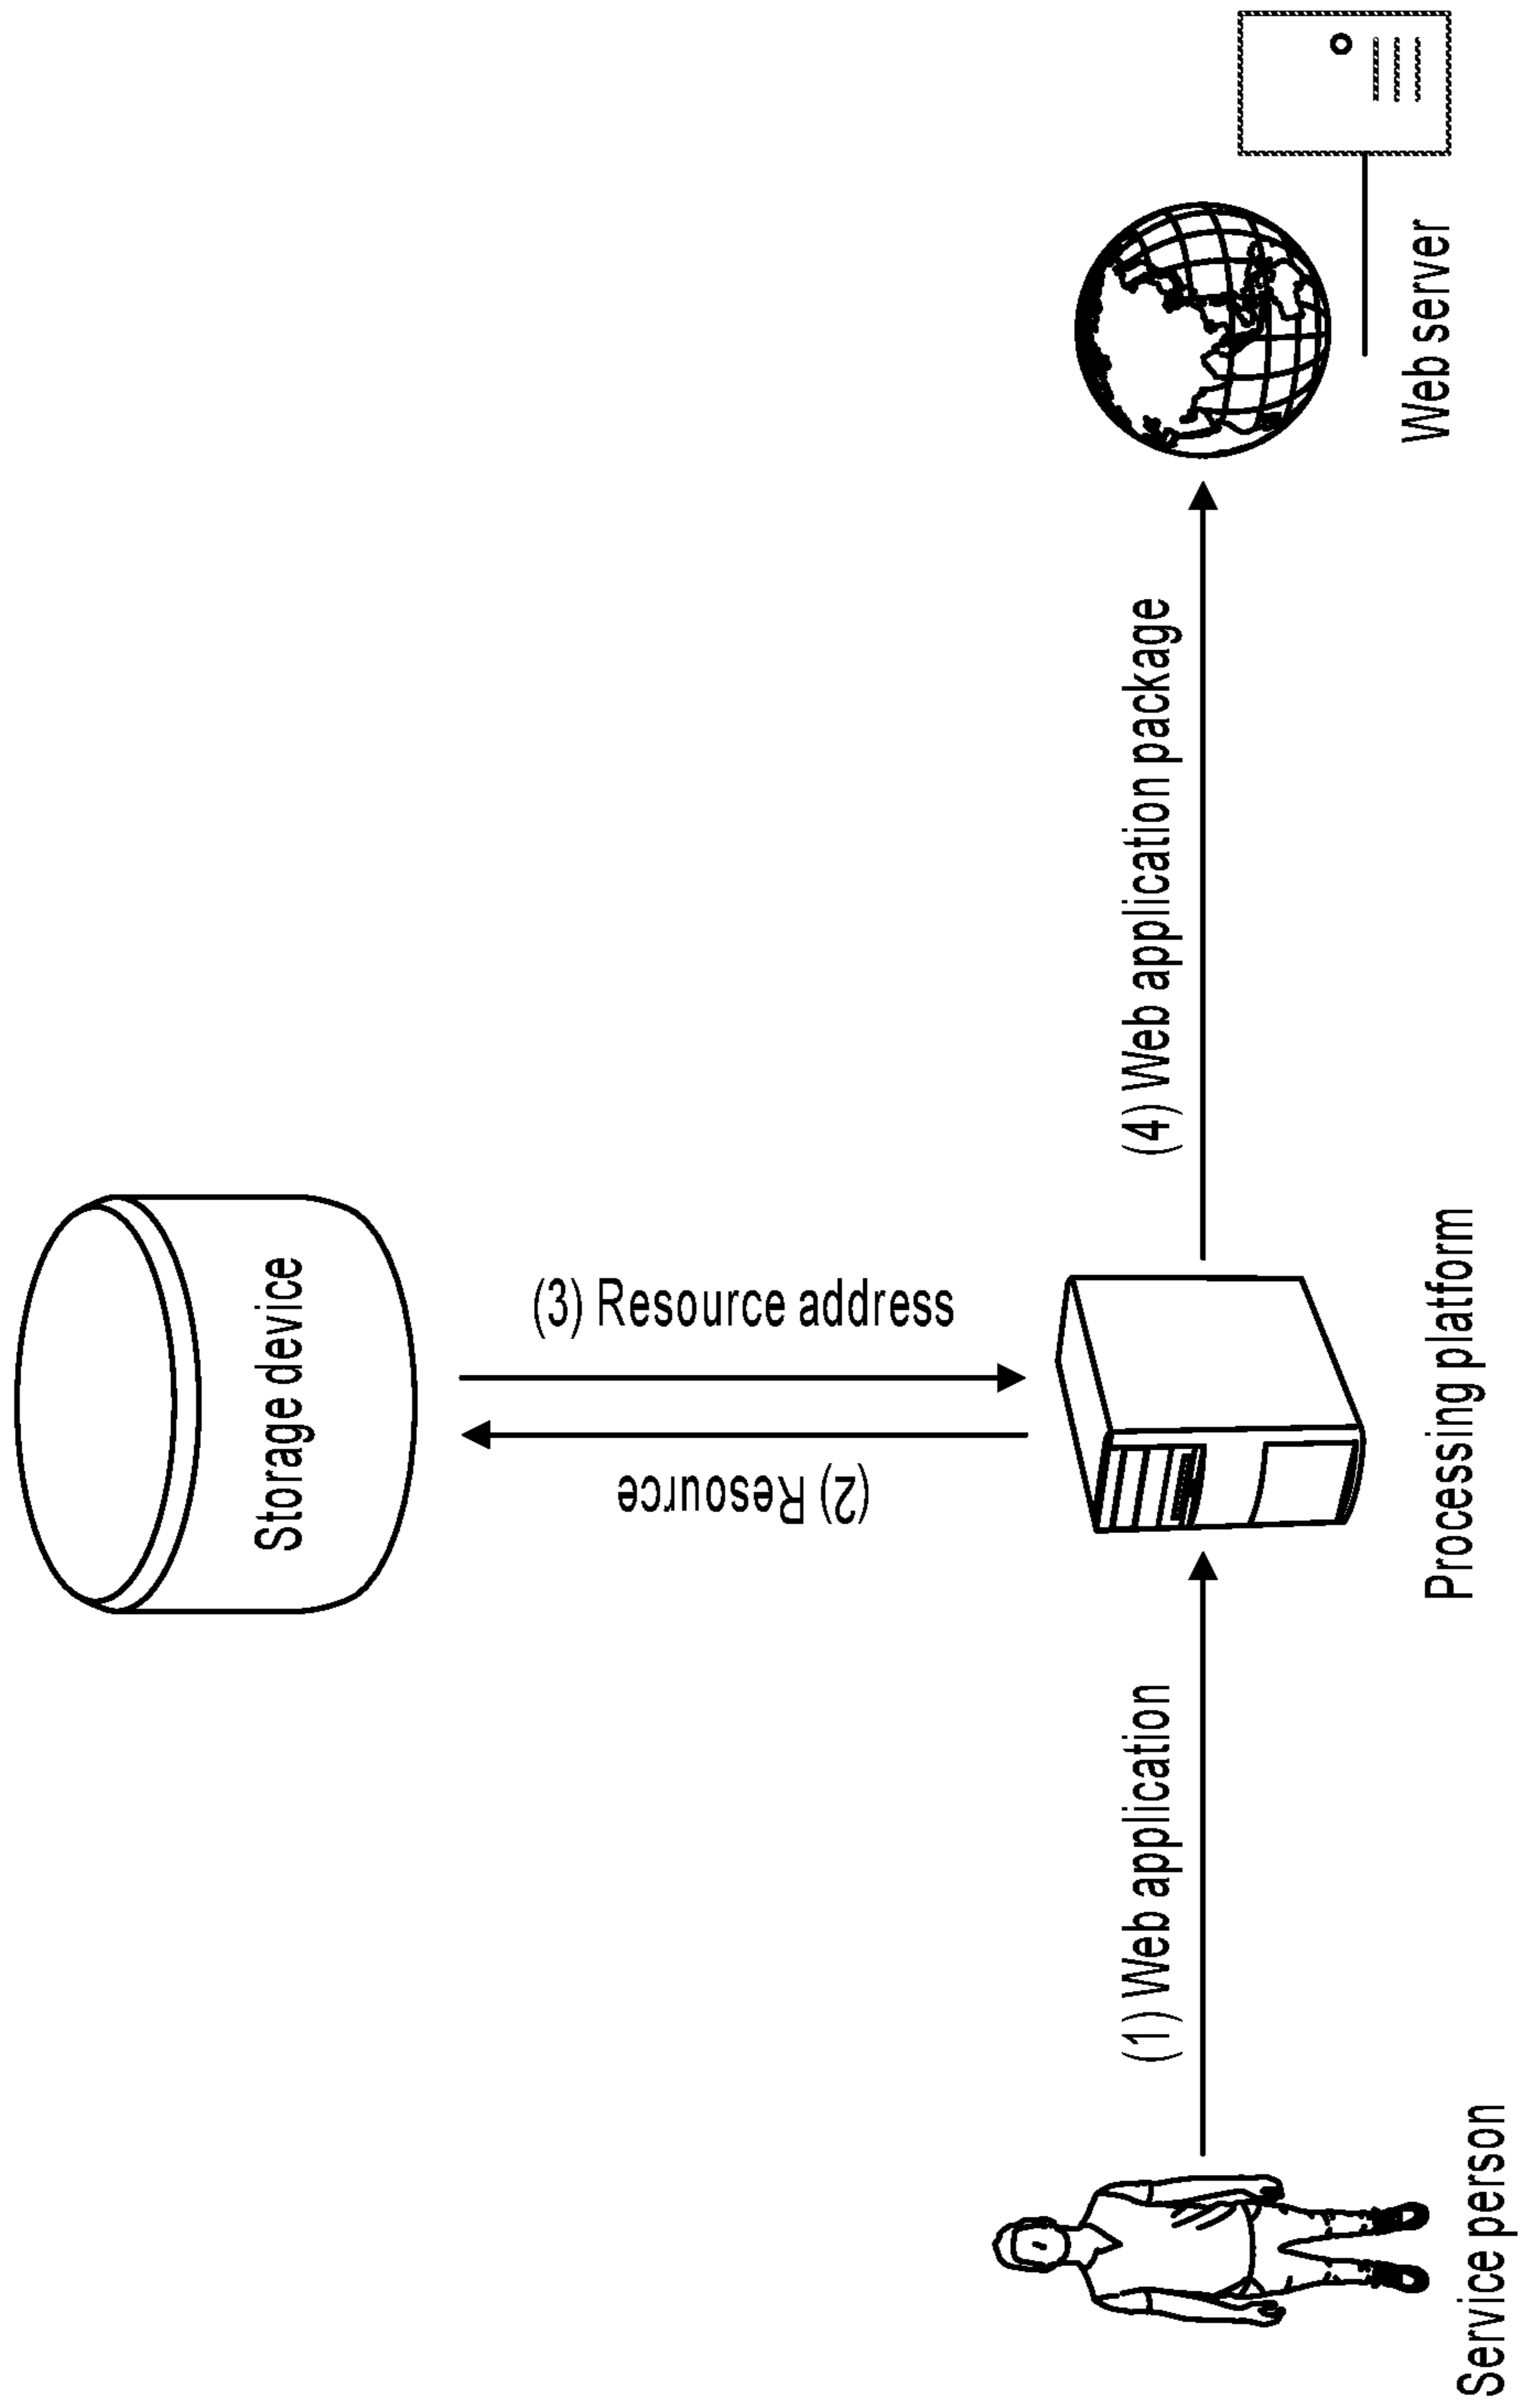 Storage device
(2) Resource
(3) Resource address
(1) Web application
(4) Web application package
Service person
Processing platform
Web server